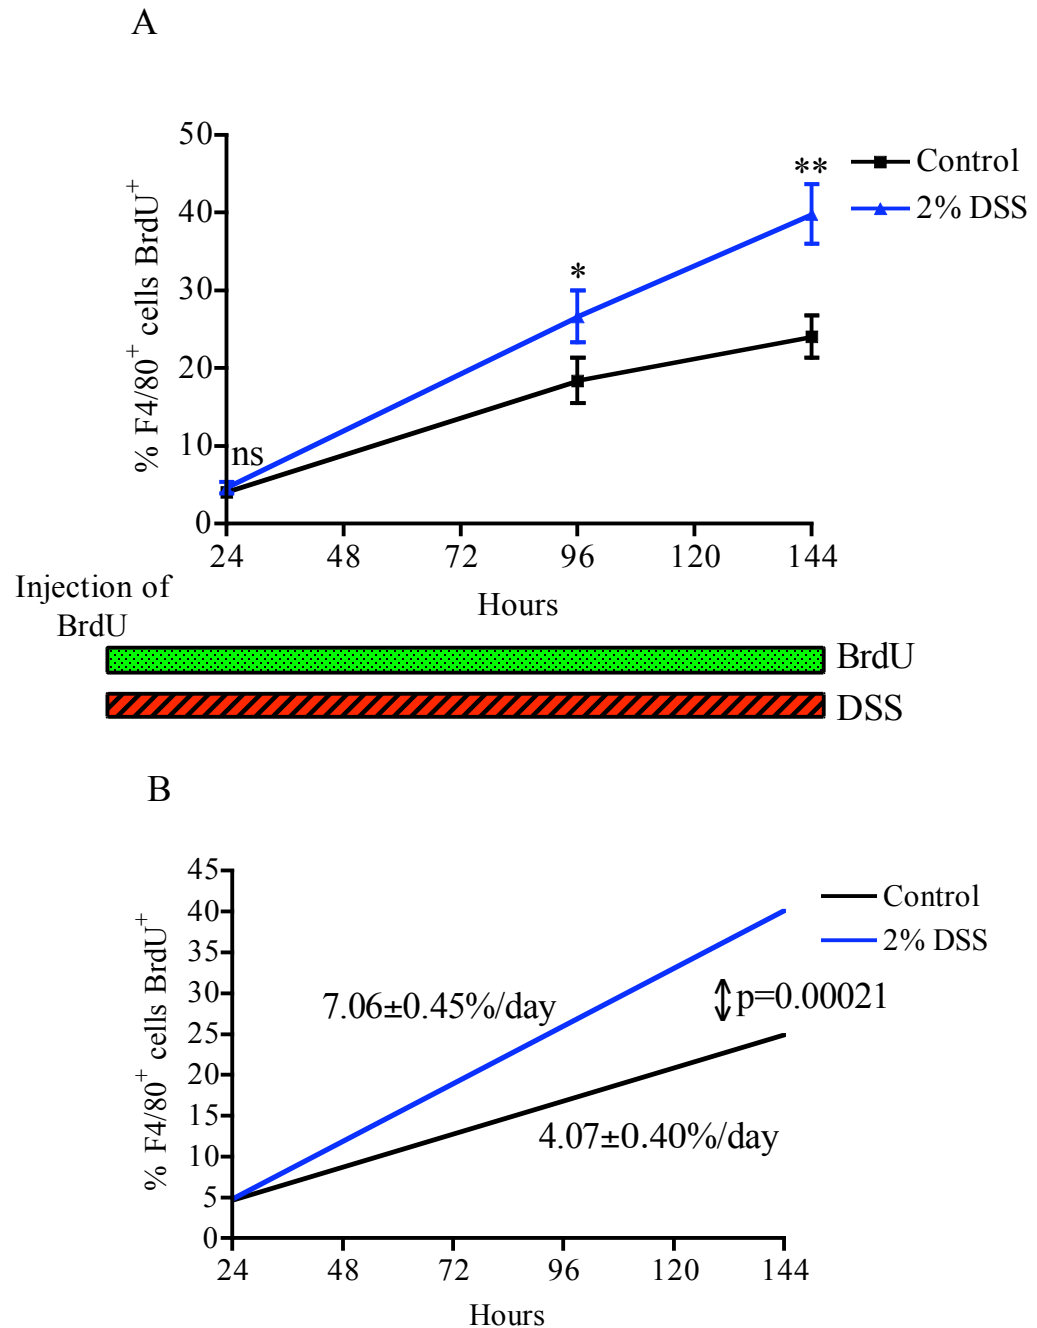 A
50
40
30
20
10
0
% F4/80⁺ cells BrdU⁺
ns
*
**
Control
2% DSS
24 48 72 96 120 144
Hours
Injection of
BrdU
BrdU
DSS
B
45
40
35
30
25
20
15
10
5
0
% F4/80⁺ cells BrdU⁺
Control
2% DSS
7.06±0.45%/day
p=0.00021
4.07±0.40%/day
24 48 72 96 120 144
Hours